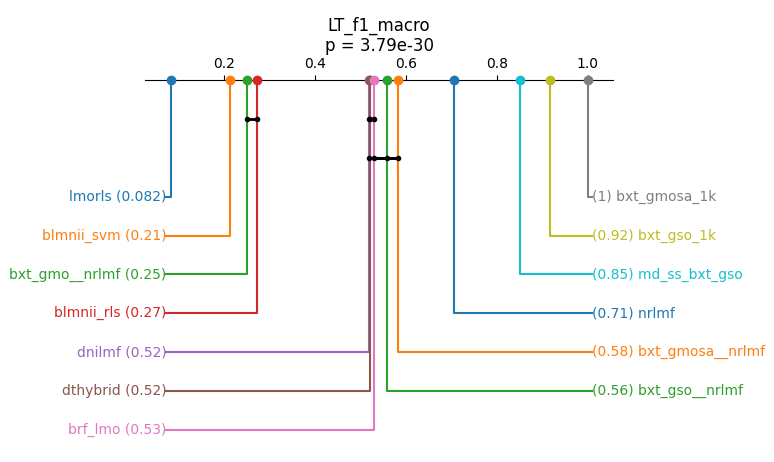 LT_f1_macro
p = 3.79e-30
0.2 0.4 0.6 0.8 1.0
lmorls (0.082)
(1) bxt_gmosa_1k
blmnii_svm (0.21)
(0.92) bxt_gso_1k
bxt_gmo__nrlmf (0.25)
(0.85) md_ss_bxt_gso
blmnii_rls (0.27)
(0.71) nrlmf
dnilmf (0.52)
(0.58) bxt_gmosa__nrlmf
dthybrid (0.52)
(0.56) bxt_gso__nrlmf
brf_lmo (0.53)